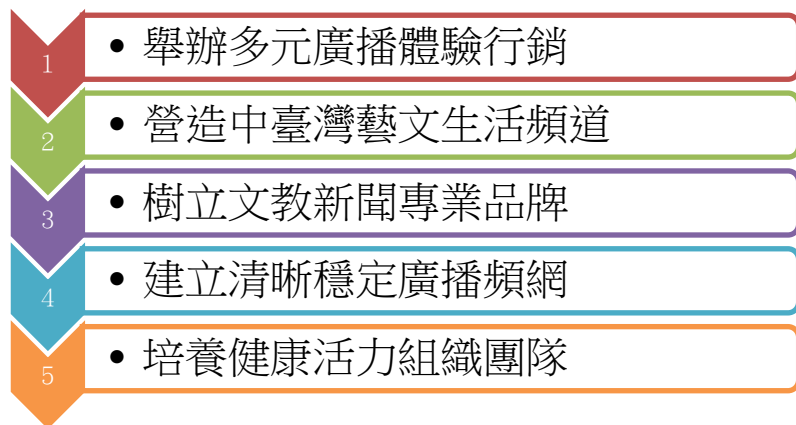 1
• 舉辦多元廣播體驗行銷
2
• 營造中臺灣藝文生活頻道
3
• 樹立文教新聞專業品牌
4
• 建立清晰穩定廣播頻網
5
• 培養健康活力組織團隊